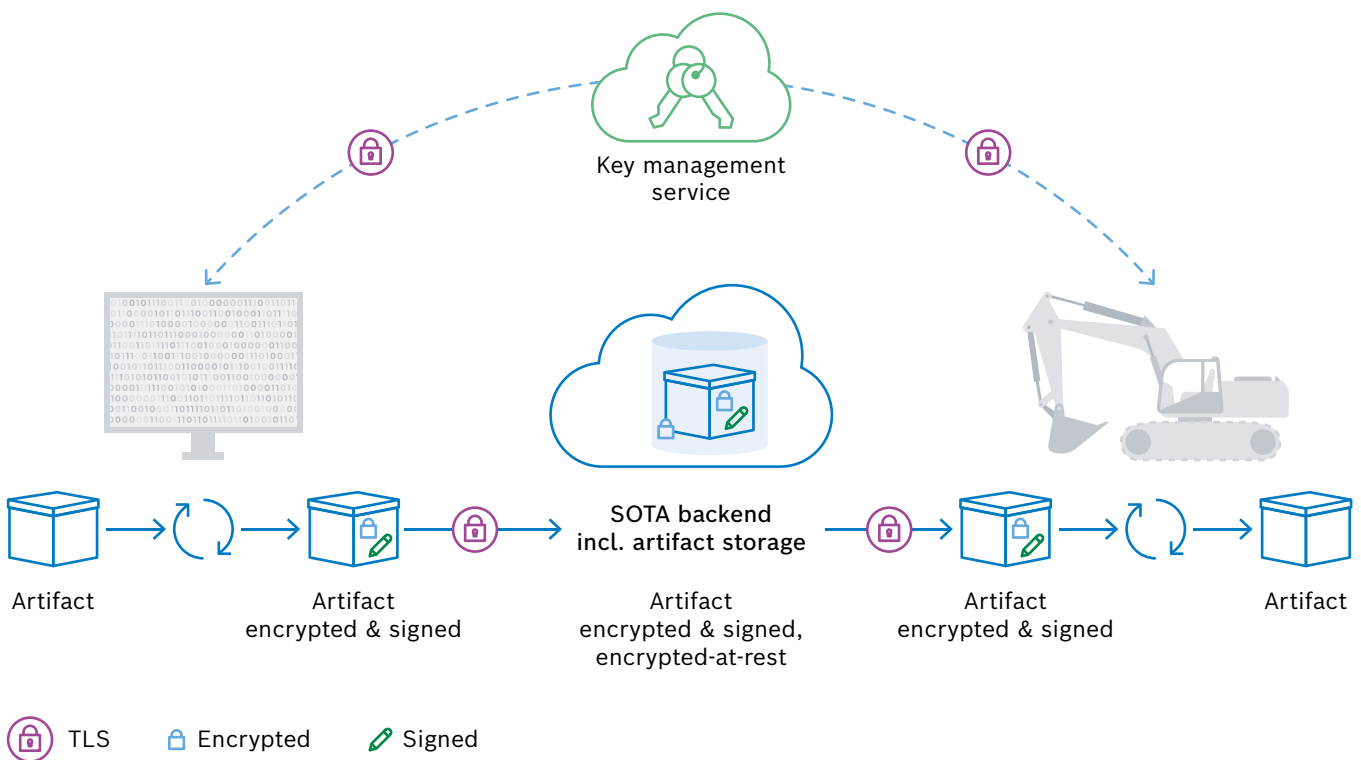 Key management
service
SOTA backend
incl. artifact storage
Artifact
Artifact
encrypted & signed
Artifact
encrypted & signed,
encrypted-at-rest
Artifact
encrypted & signed
Artifact
TLS
Encrypted
Signed